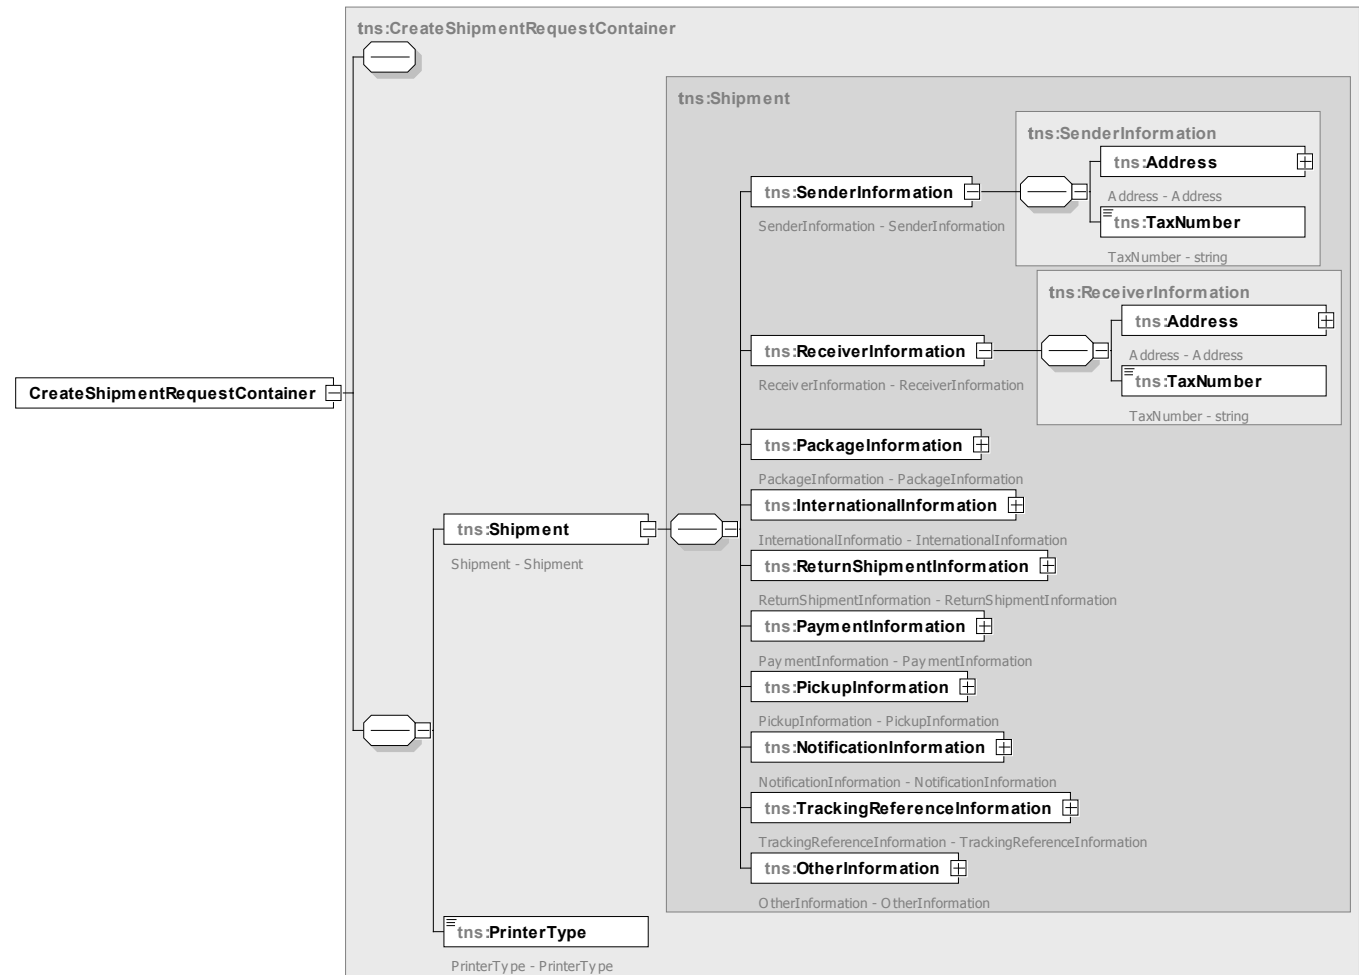 tns:CreateShipmentRequestContainer
tns:Shipment
tns:SenderInformation
tns:Address
Address - Address
tns:SenderInformation
SenderInformation - SenderInformation
tns:TaxNumber
TaxNumber - string
tns:ReceiverInformation
tns:Address
Address - Address
tns:ReceiverInformation
ReceiverInformation - ReceiverInformation
tns:TaxNumber
TaxNumber - string
CreateShipmentRequestContainer
tns:PackageInformation
PackageInformation - PackageInformation
tns:InternationalInformation
InternationalInformatio - InternationalInformation
tns:Shipment
Shipment - Shipment
tns:ReturnShipmentInformation
ReturnShipmentInformation - ReturnShipmentInformation
tns:PaymentInformation
PaymentInformation - PaymentInformation
tns:PickupInformation
PickupInformation - PickupInformation
tns:NotificationInformation
NotificationInformation - NotificationInformation
tns:TrackingReferenceInformation
TrackingReferenceInformation - TrackingReferenceInformation
tns:OtherInformation
OtherInformation - OtherInformation
tns:PrinterType
PrinterType - PrinterType